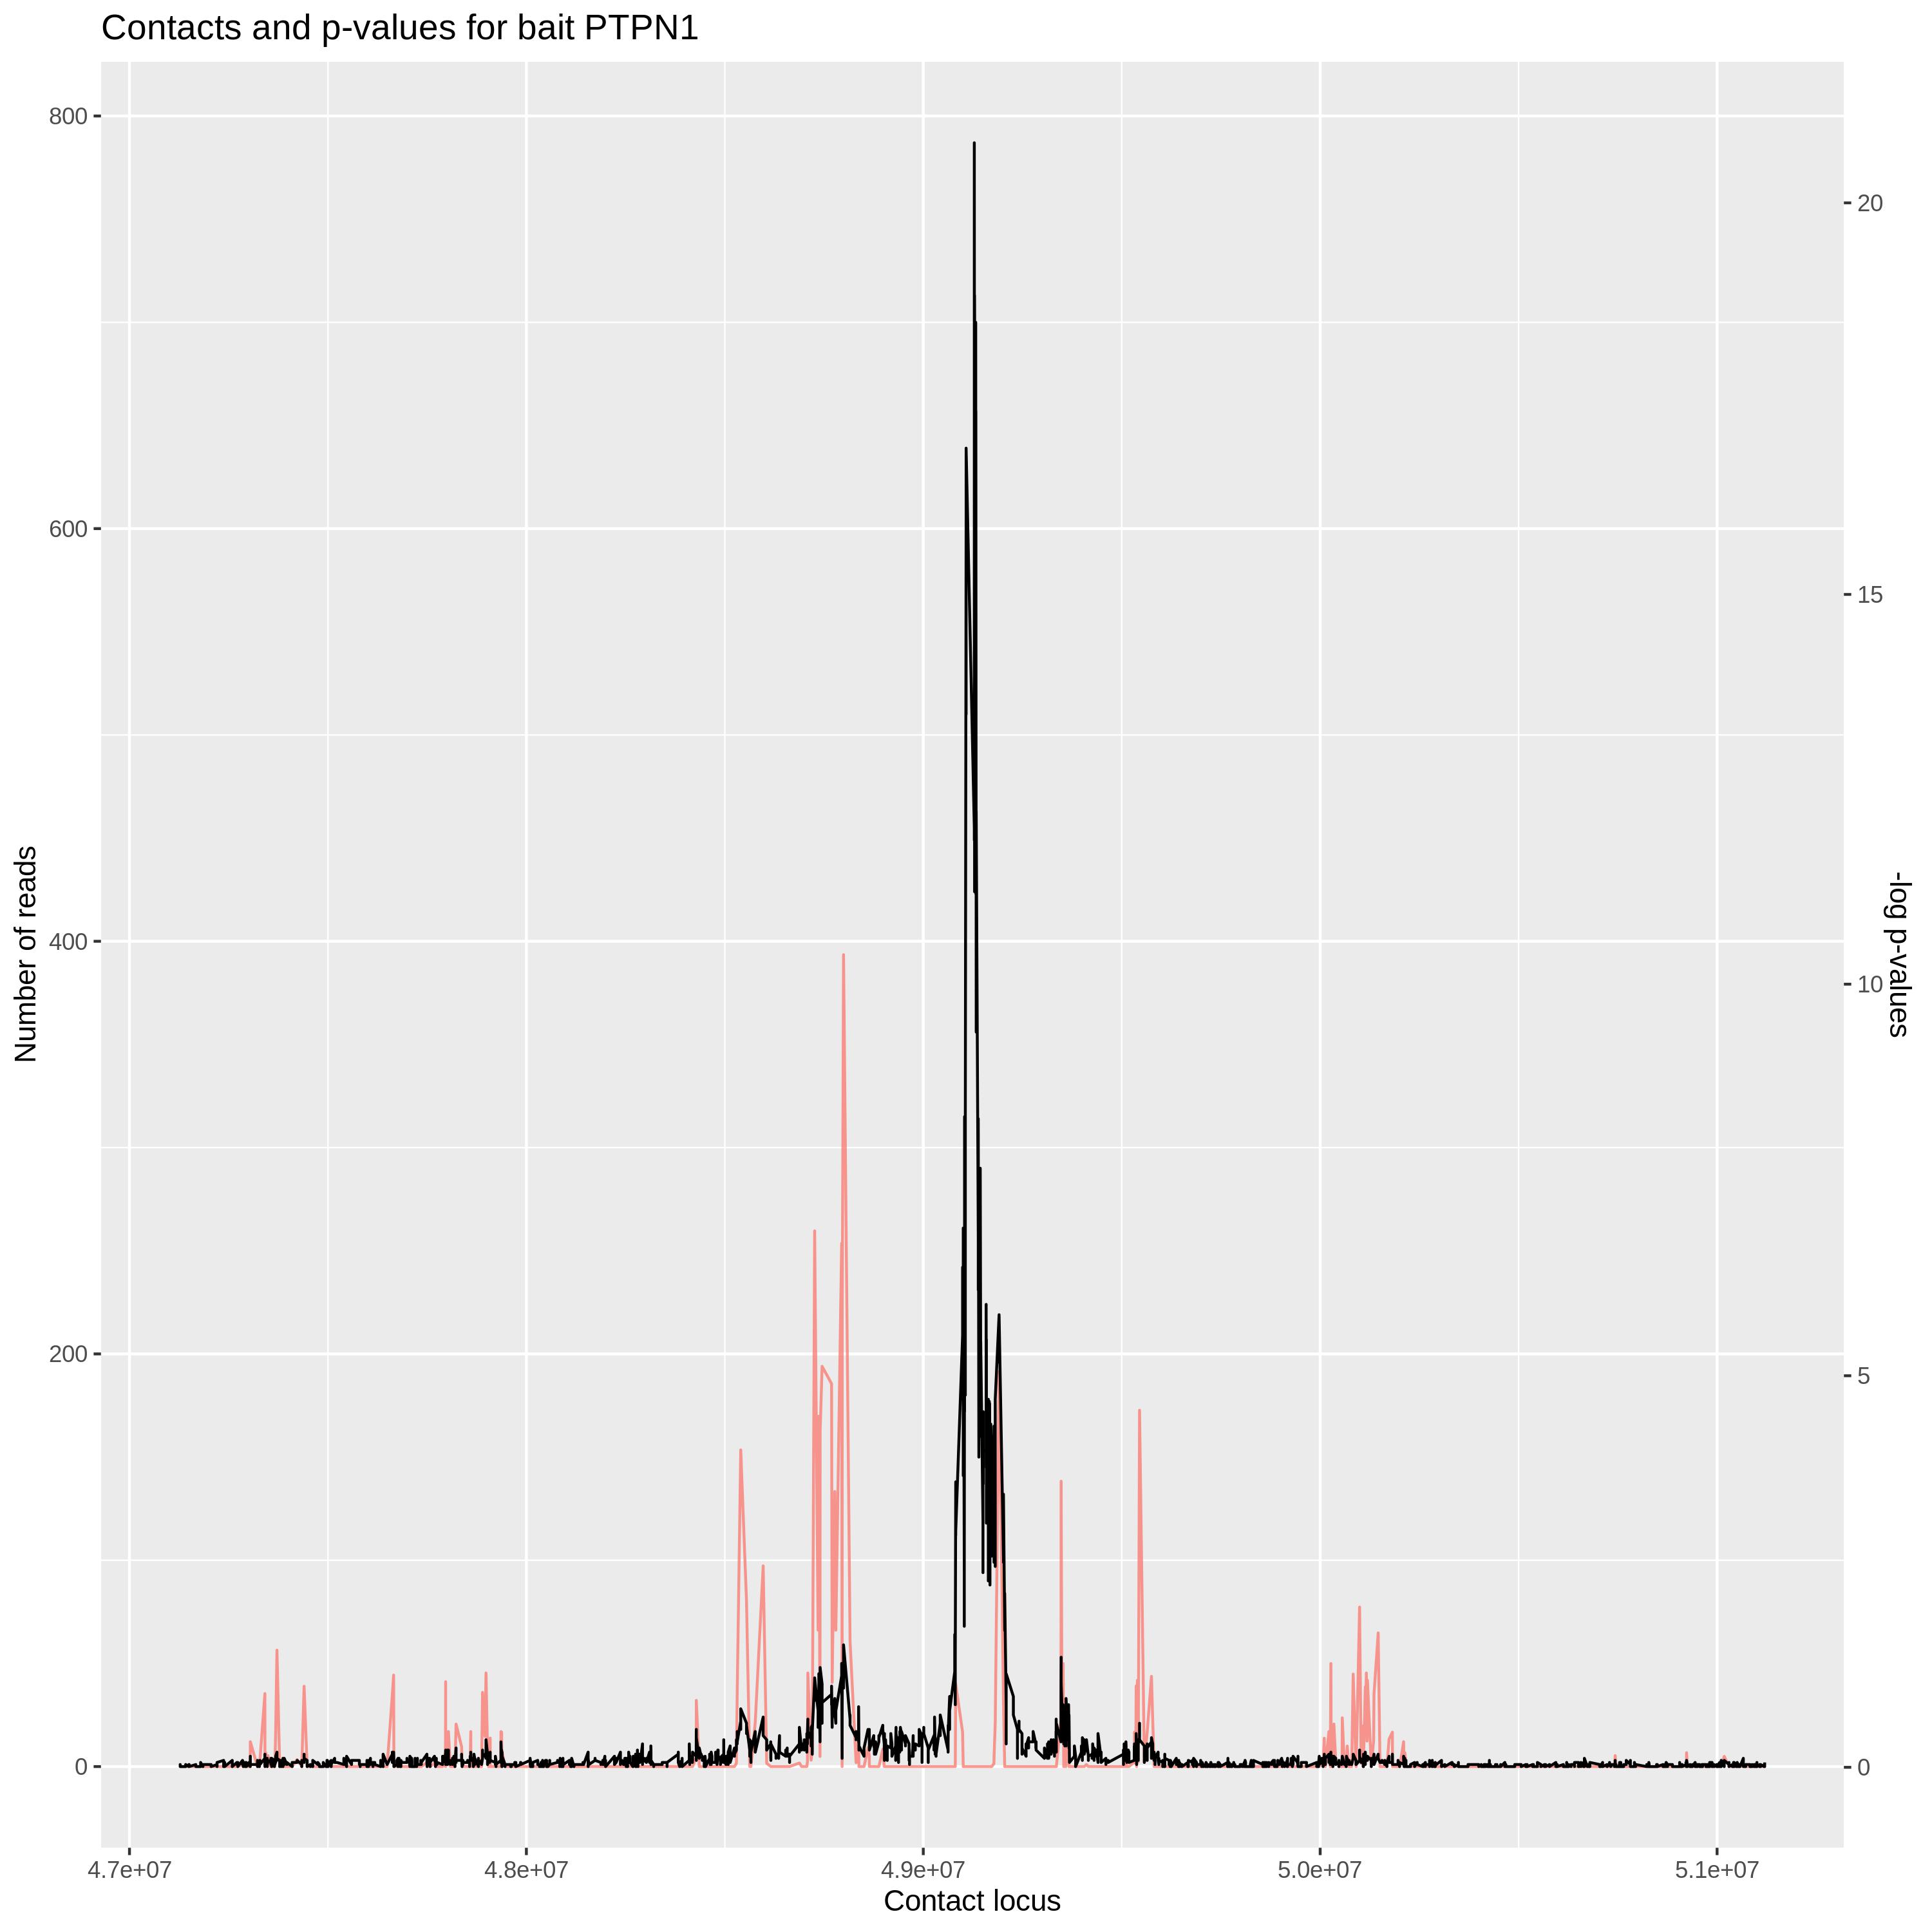 Contacts and p-values for bait PTPN1
800
600
400
200
0
Number of reads
20
15
10
5
0
-log p-values
4.7e+07
4.8e+07
4.9e+07
5.0e+07
5.1e+07
Contact locus